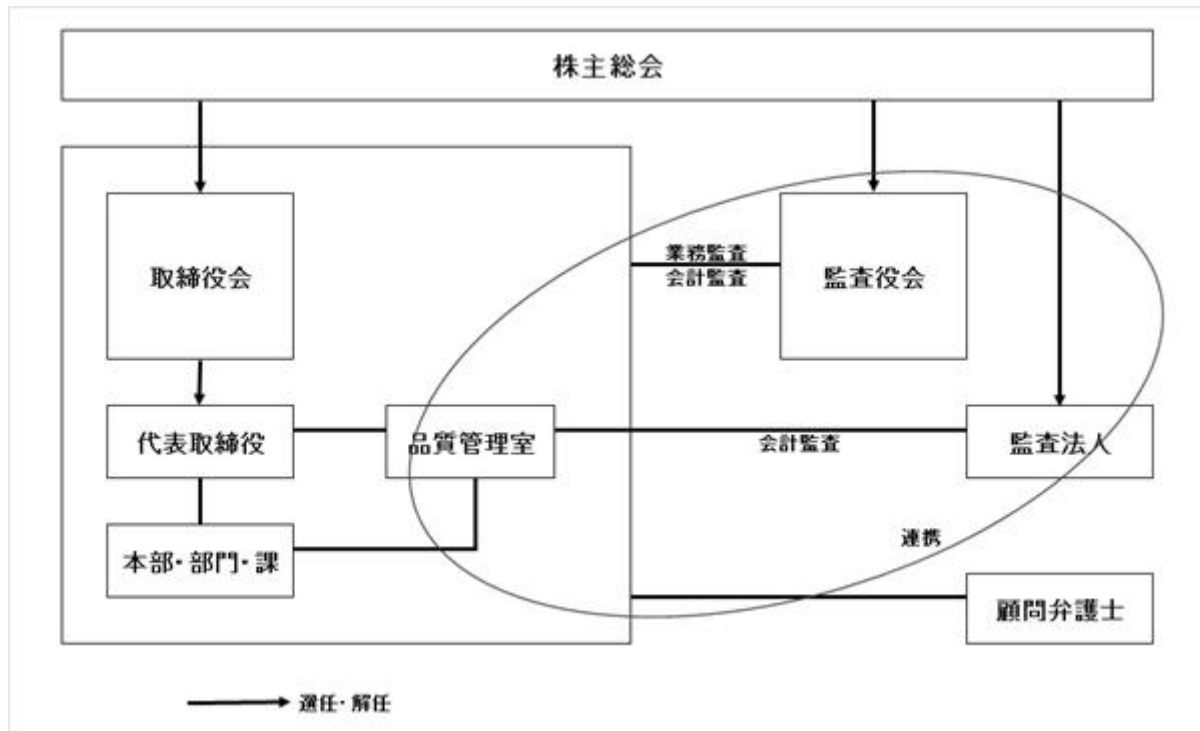 株主総会
取締役会
業務監査
会計監査
監査役会
代表取締役
品質管理室
会計監査
監査法人
本部・部門・課
連携
顧問弁護士
選任・解任